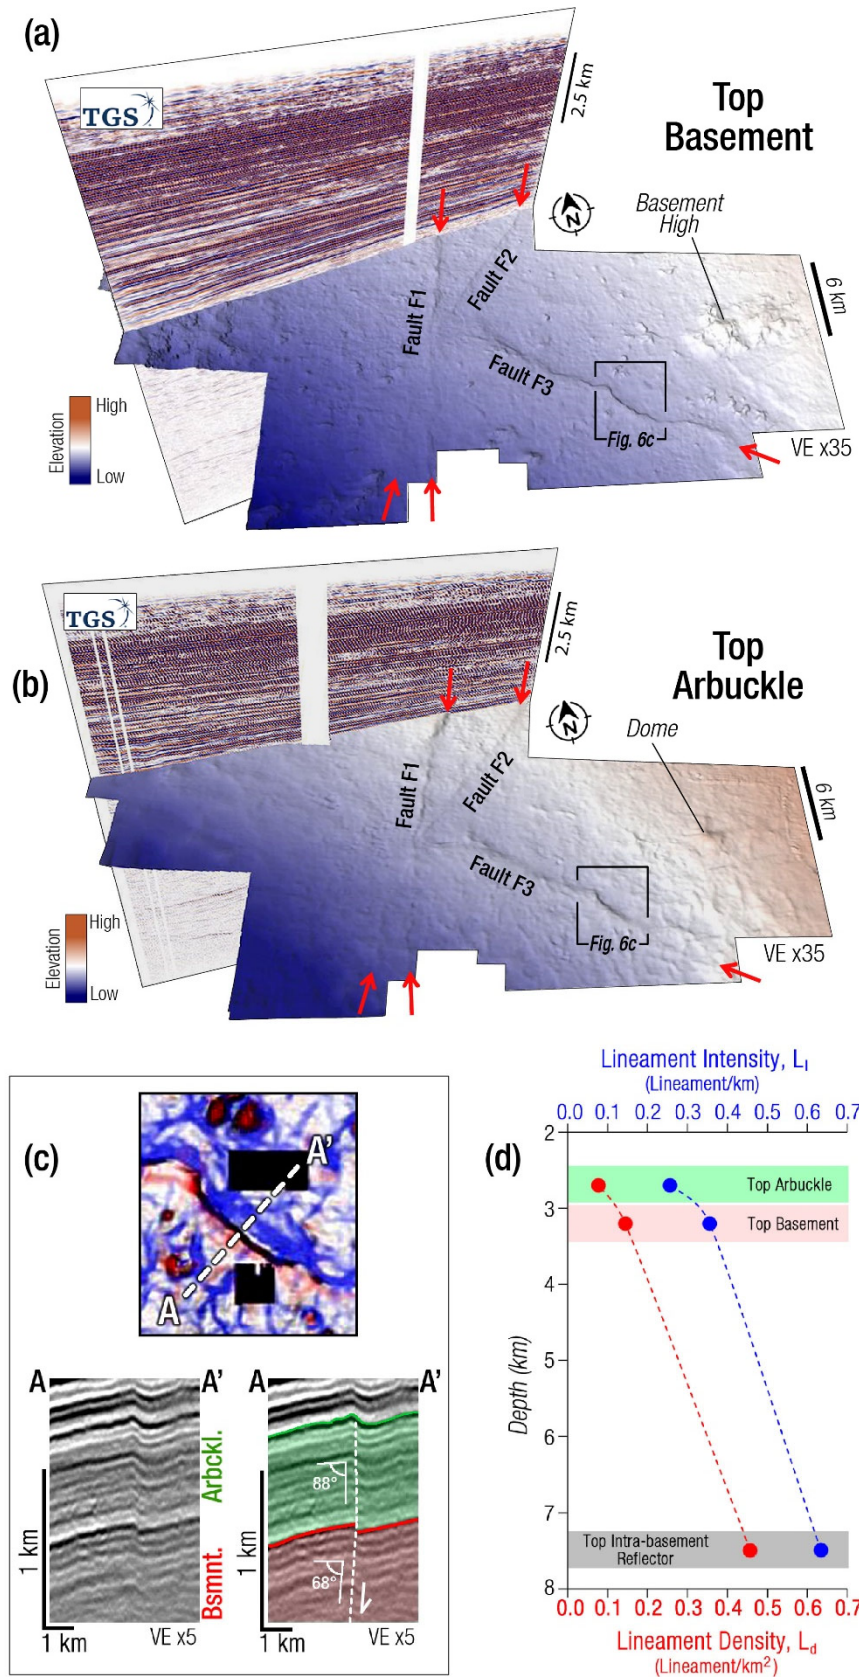 (a)
TGS
2.5 km
Top
Basement
N
Basement
High
6 km
Fault F1
Fault F2
Fault F3
Fig. 6c
VE x35
Elevation
High
Low
(b)
TGS
2.5 km
Top
Arbuckle
N
Dome
6 km
Fault F1
Fault F2
Fault F3
Fig. 6c
VE x35
Elevation
High
Low
(c)
A'
A
A
A'
A
A'
1 km
Arbckl.
Bsmnt.
1 km
VE x5
1 km
88°
68°
1 km
VE x5
(d)
Lineament Intensity, LI
(Lineament/km)
0.0 0.1 0.2 0.3 0.4 0.5 0.6 0.7
2
3
4
5
6
7
8
Depth (km)
Top Arbuckle
Top Basement
Top Intra-basement
Reflector
0.0 0.1 0.2 0.3 0.4 0.5 0.6 0.7
Lineament Density, Ld
(Lineament/km²)